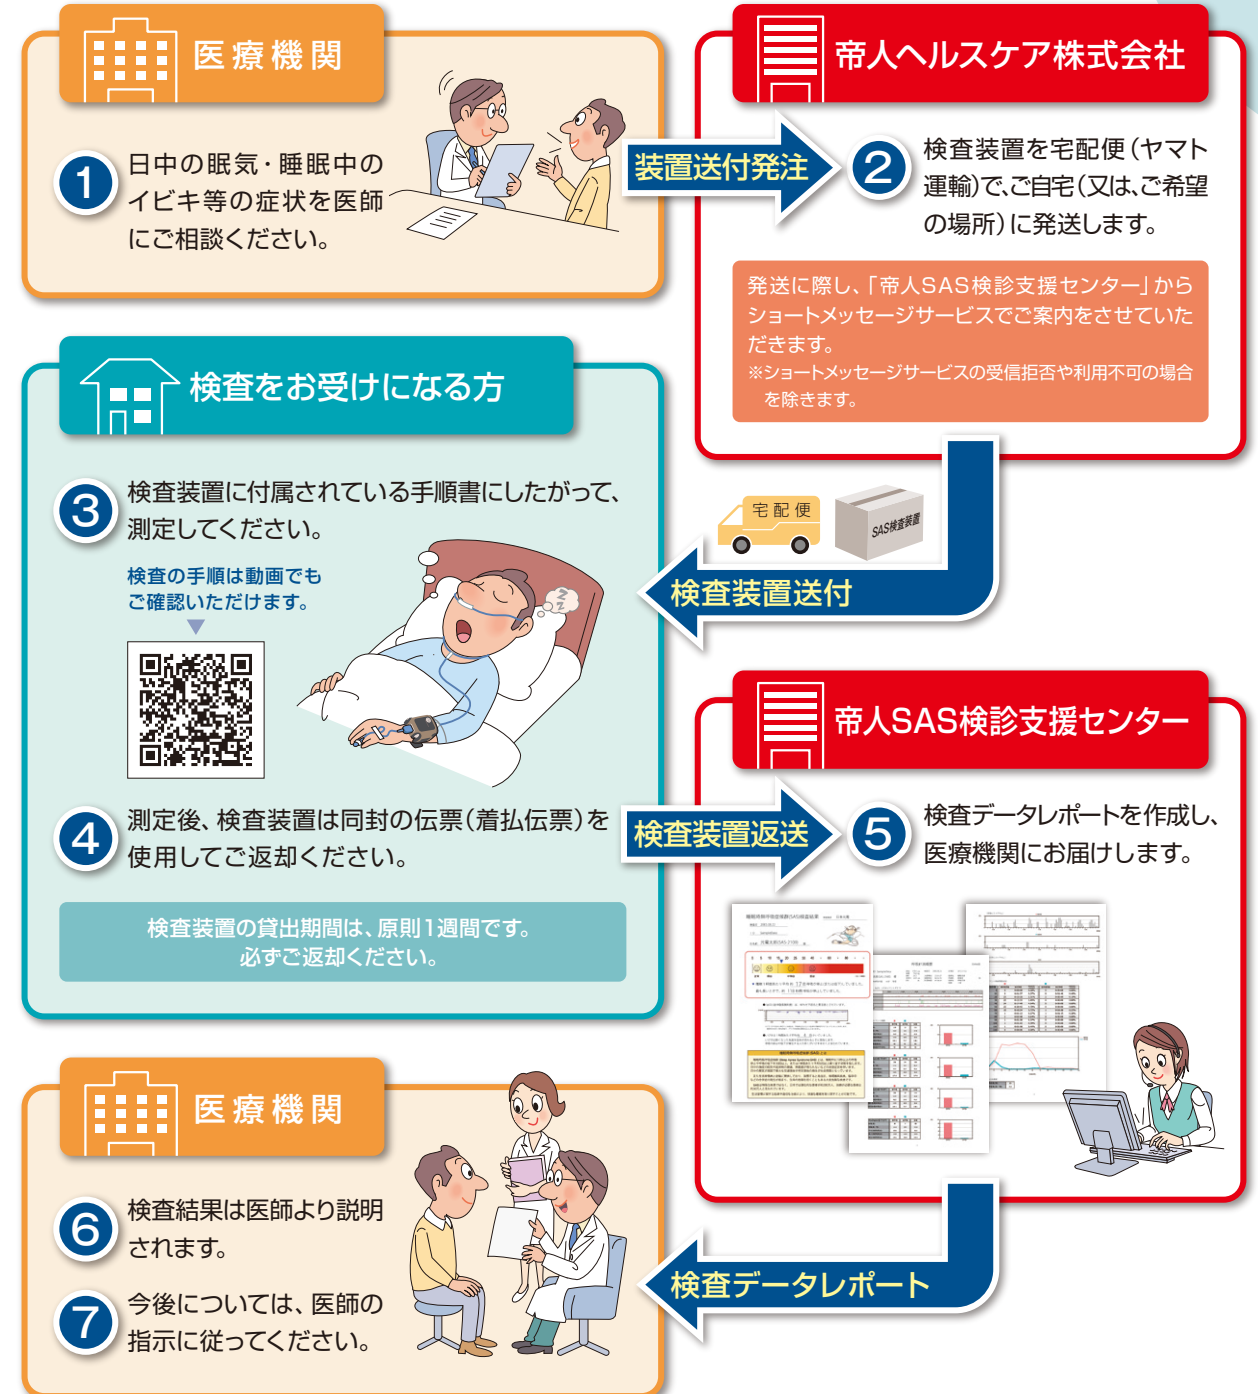 医療機関
1
日中の眠気・睡眠中の
イビキ等の症状を医師
にご相談ください。
装置送付発注
帝人ヘルスケア株式会社
2
検査装置を宅配便(ヤマト
運輸)で、ご自宅(又は、ご希望
の場所)に発送します。
発送に際し、「帝人SAS検診支援センター」から
ショートメッセージサービスでご案内をさせていた
だきます。
※ショートメッセージサービスの受信拒否や利用不可の場合
を除きます。
宅配便
SAS検査装置
検査装置送付
検査をお受けになる方
3
検査装置に付属されている手順書にしたがって、
測定してください。
検査の手順は動画でも
ご確認いただけます。
zzz
4
測定後、検査装置は同封の伝票(着払伝票)を
使用してご返却ください。
検査装置の貸出期間は、原則1週間です。
必ずご返却ください。
検査装置返送
帝人SAS検診支援センター
5
検査データレポートを作成し、
医療機関にお届けします。
検査データレポート
医療機関
6
検査結果は医師より説明
されます。
7
今後については、医師の
指示に従ってください。